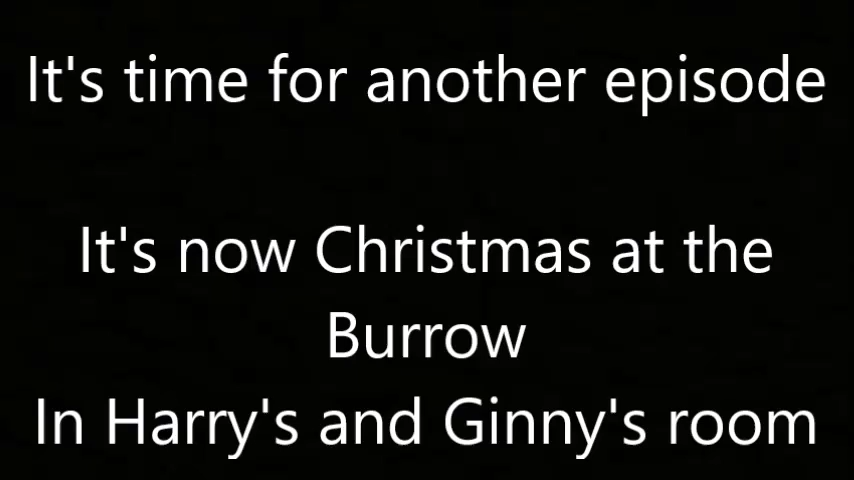 It's time for another episode
It's now Christmas at the
Burrow
In Harry's and Ginny's room